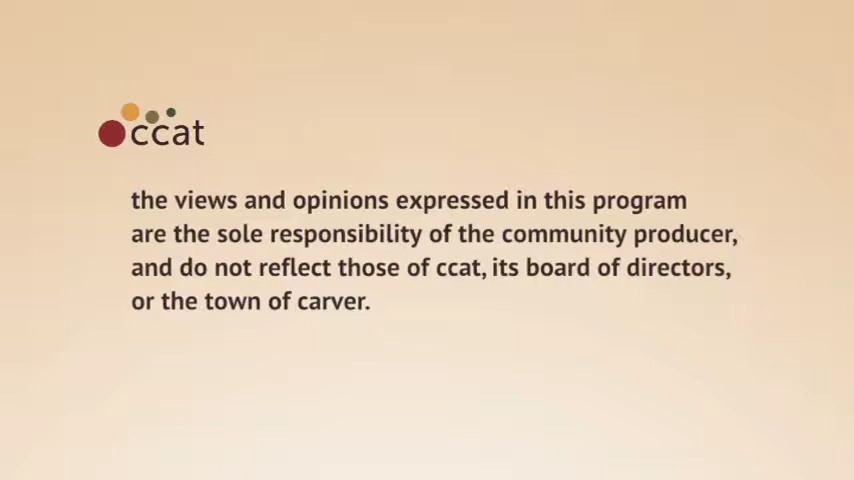 ccat
the views and opinions expressed in this program
are the sole responsibility of the community producer,
and do not reflect those of ccat, its board of directors,
or the town of carver.